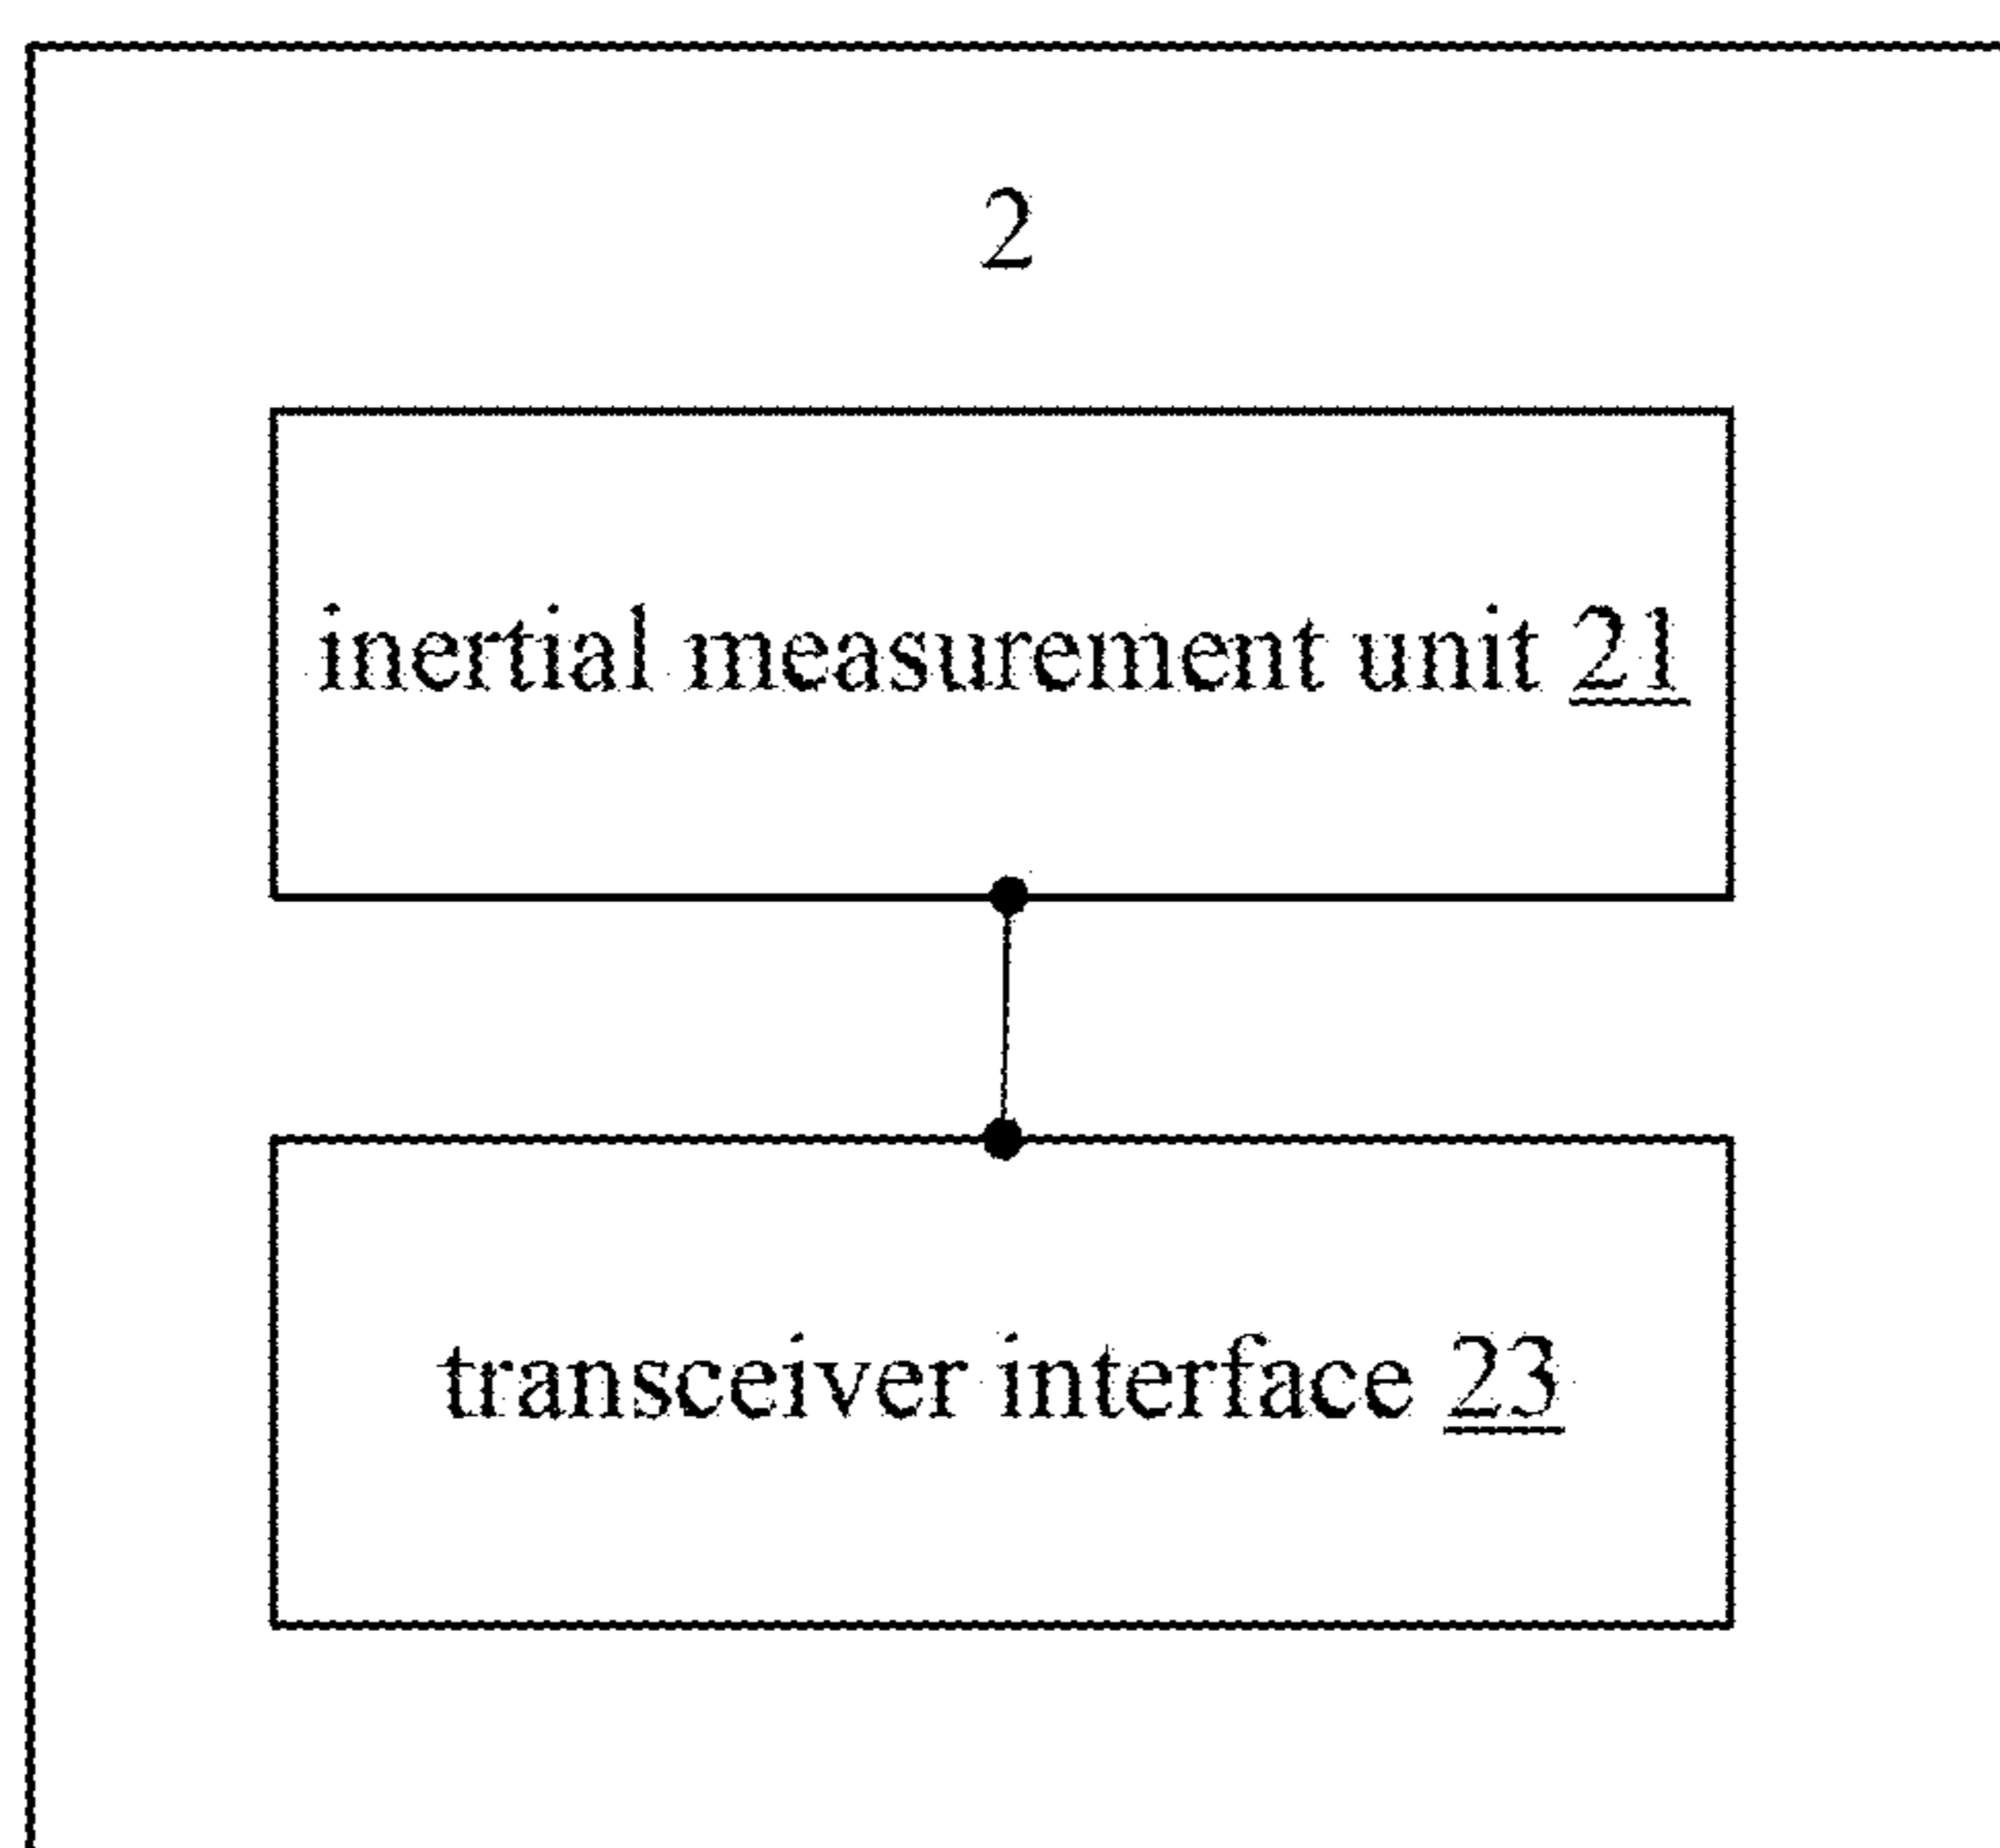 2
inertial measurement unit 21
transceiver interface 23